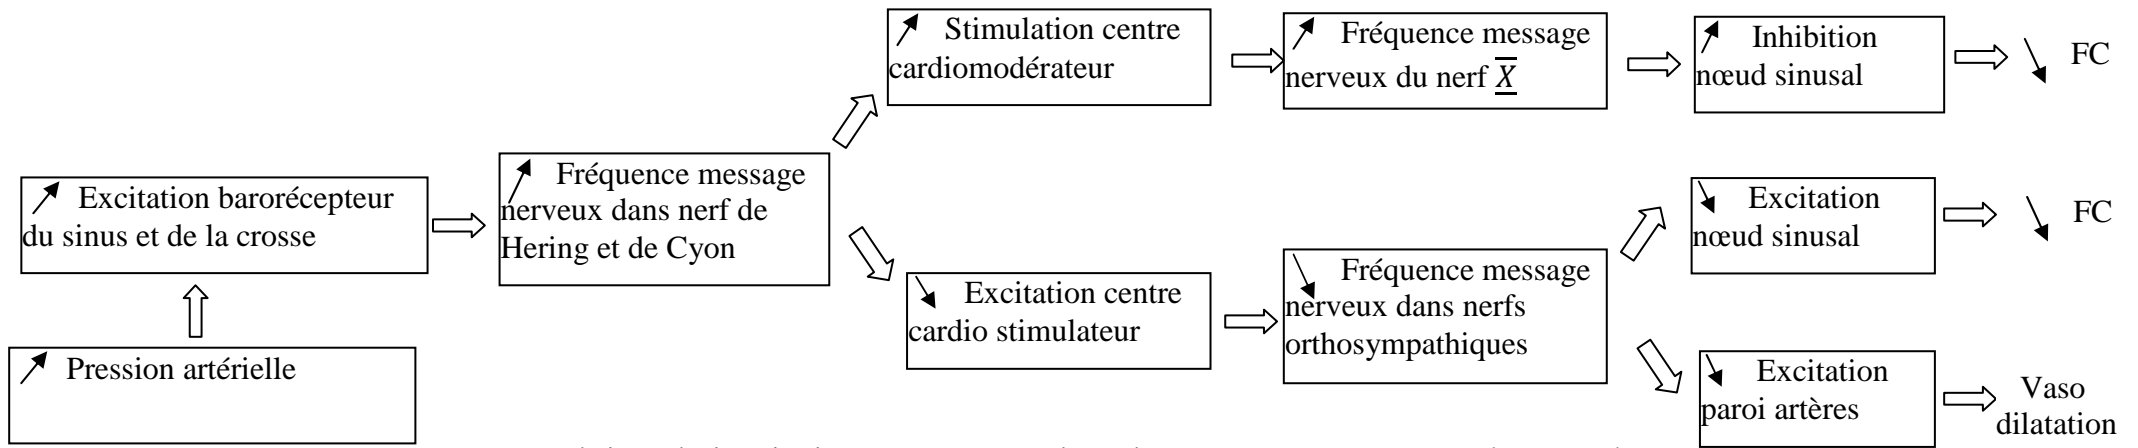 Stimulation centre
cardiomodérateur
Fréquence message
nerveux du nerf X
Inhibition
nœud sinusal
FC
Excitation barorécepteur
du sinus et de la crosse
Fréquence message
nerveux dans nerf de
Hering et de Cyon
Excitation
nœud sinusal
FC
Excitation centre
cardio stimulateur
Fréquence message
nerveux dans nerfs
orthosympathiques
Pression artérielle
Excitation
paroi artères
Vaso
dilatation